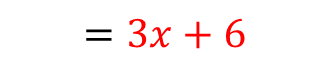 = 3x + 6